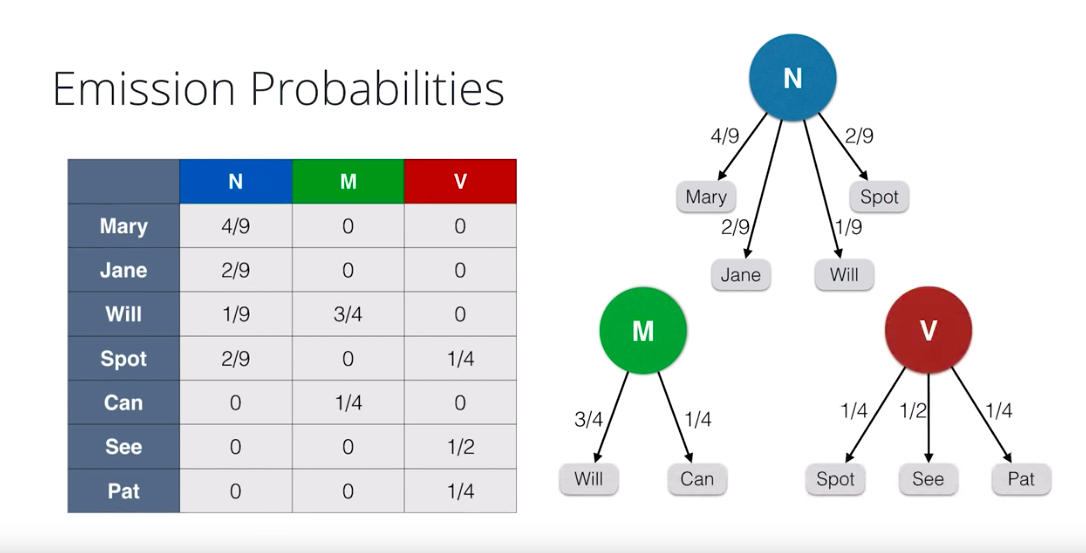 Emission Probabilities
N M V
Mary 4/9 0 0
Jane 2/9 0 0
Will 1/9 3/4 0
Spot 2/9 0 1/4
Can 0 1/4 0
See 0 0 1/2
Pat 0 0 1/4
N
4/9 2/9
Mary Spot
2/9 1/9
Jane Will
M
3/4 1/4
Will Can
V
1/4 1/2 1/4
Spot See Pat